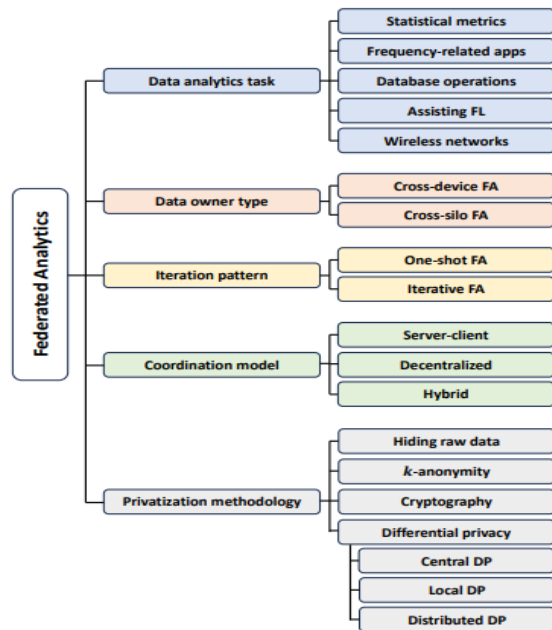 Federated Analytics
Data analytics task
Statistical metrics
Frequency-related apps
Database operations
Assisting FL
Wireless networks
Data owner type
Cross-device FA
Cross-silo FA
Iteration pattern
One-shot FA
Iterative FA
Coordination model
Server-client
Decentralized
Hybrid
Privatization methodology
Hiding raw data
k-anonymity
Cryptography
Differential privacy
Central DP
Local DP
Distributed DP